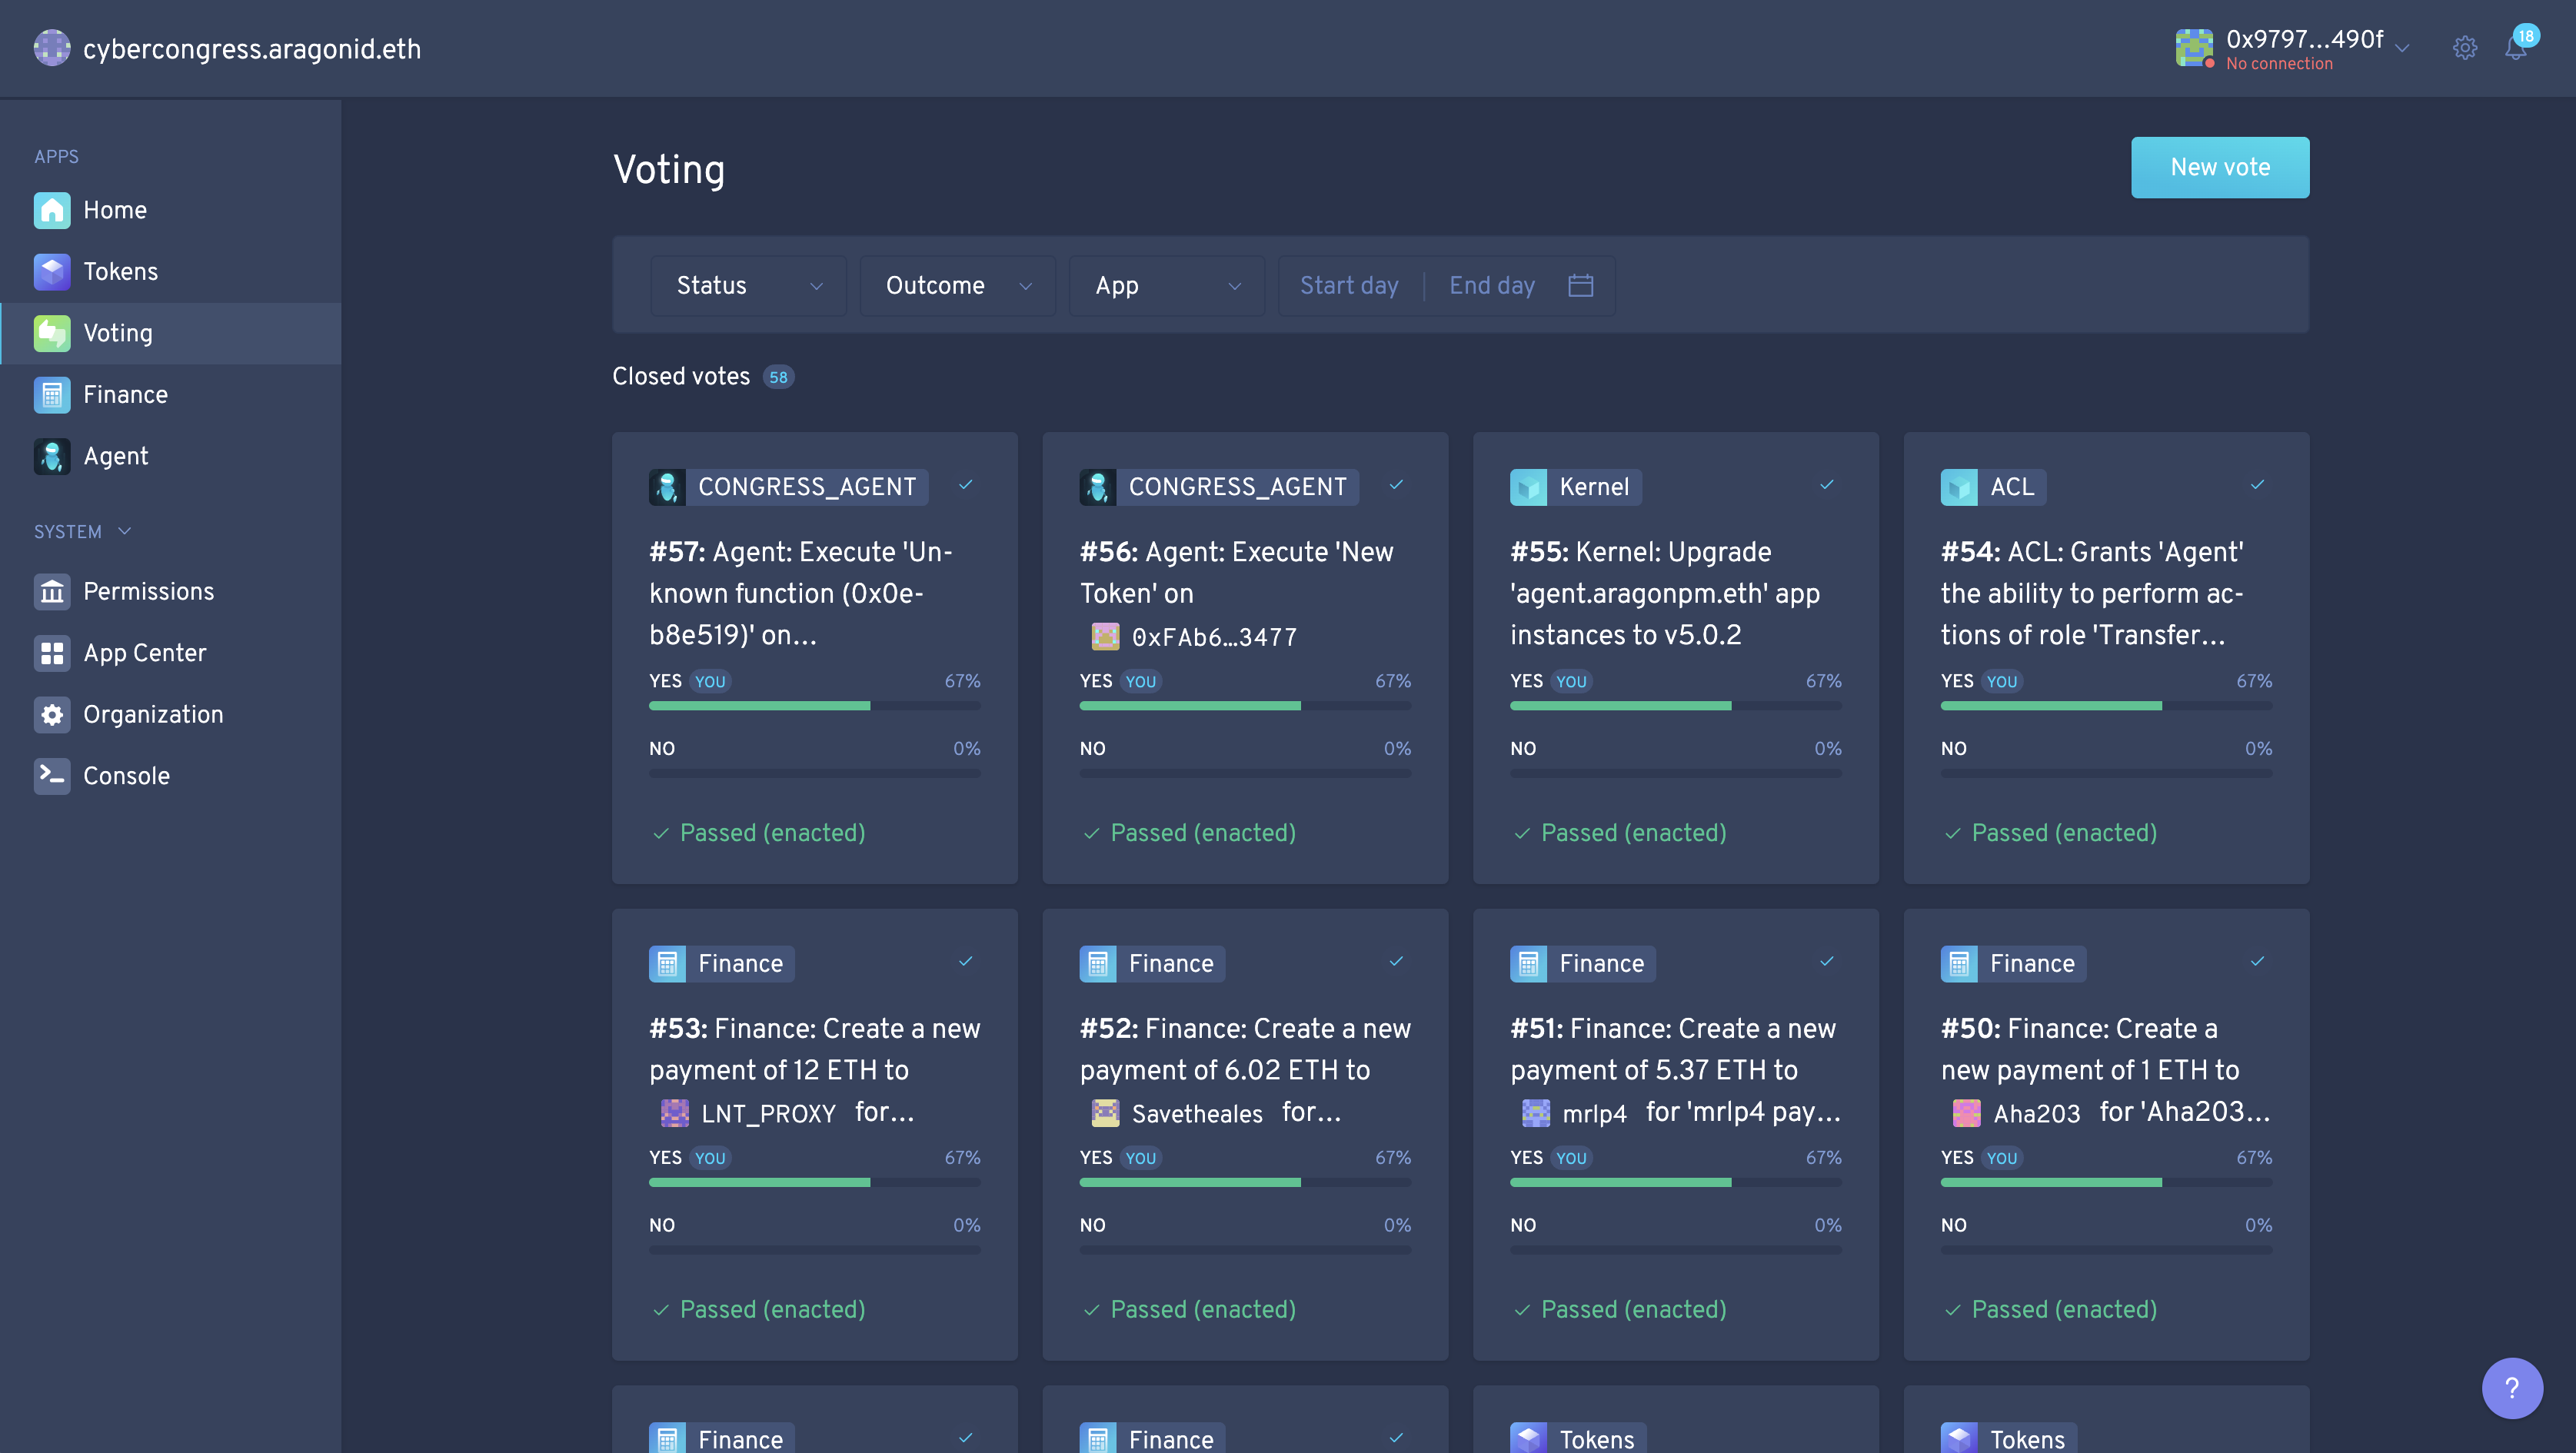 cybercongress.aragonid.eth
0x9797...490f
No connection
18
APPS
Home
Tokens
Voting
Finance
Agent
SYSTEM
Permissions
App Center
Organization
Console
Voting
New vote
Status
Outcome
App
Start day
End day
Closed votes 58
CONGRESS_AGENT
#57: Agent: Execute 'Un-
known function (0x0e-
b8e519)' on...
YES YOU 67%
NO 0%
Passed (enacted)
CONGRESS_AGENT
#56: Agent: Execute 'New
Token' on
0xFAb6…3477
YES YOU 67%
NO 0%
Passed (enacted)
Kernel
#55: Kernel: Upgrade
'agent.aragonpm.eth' app
instances to v5.0.2
YES YOU 67%
NO 0%
Passed (enacted)
ACL
#54: ACL: Grants 'Agent'
the ability to perform ac-
tions of role 'Transfer...
YES YOU 67%
NO 0%
Passed (enacted)
Finance
#53: Finance: Create a new
payment of 12 ETH to
LNT_PROXY for...
YES YOU 67%
NO 0%
Passed (enacted)
Finance
#52: Finance: Create a new
payment of 6.02 ETH to
Savetheales for...
YES YOU 67%
NO 0%
Passed (enacted)
Finance
#51: Finance: Create a new
payment of 5.37 ETH to
mrlp4 for 'mrlp4 pay...
YES YOU 67%
NO 0%
Passed (enacted)
Finance
#50: Finance: Create a
new payment of 1 ETH to
Aha203 for 'Aha203...
YES YOU 67%
NO 0%
Passed (enacted)
Finance
Finance
Tokens
Tokens
?